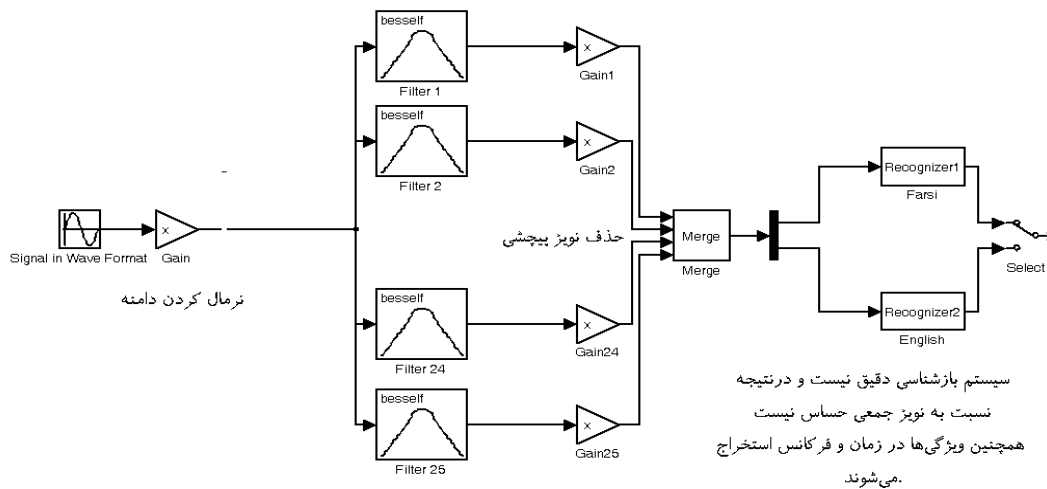 besself
Filter 1
Gain1
besself
Filter 2
Gain2
Signal in Wave Format
Gain
نرمال کردن دامنه
حذف نویز پیچشی
besself
Filter 24
Gain24
besself
Filter 25
Gain25
Merge
Merge
Recognizer1
Farsi
Recognizer2
English
Select
سیستم بازشناسی دقیق نیست و درنتیجه
نسبت به نویز جمعی حساس نیست
همچنین ویژگی‌ها در زمان و فرکانس استخراج
می‌شوند.
x
x
x
x
x